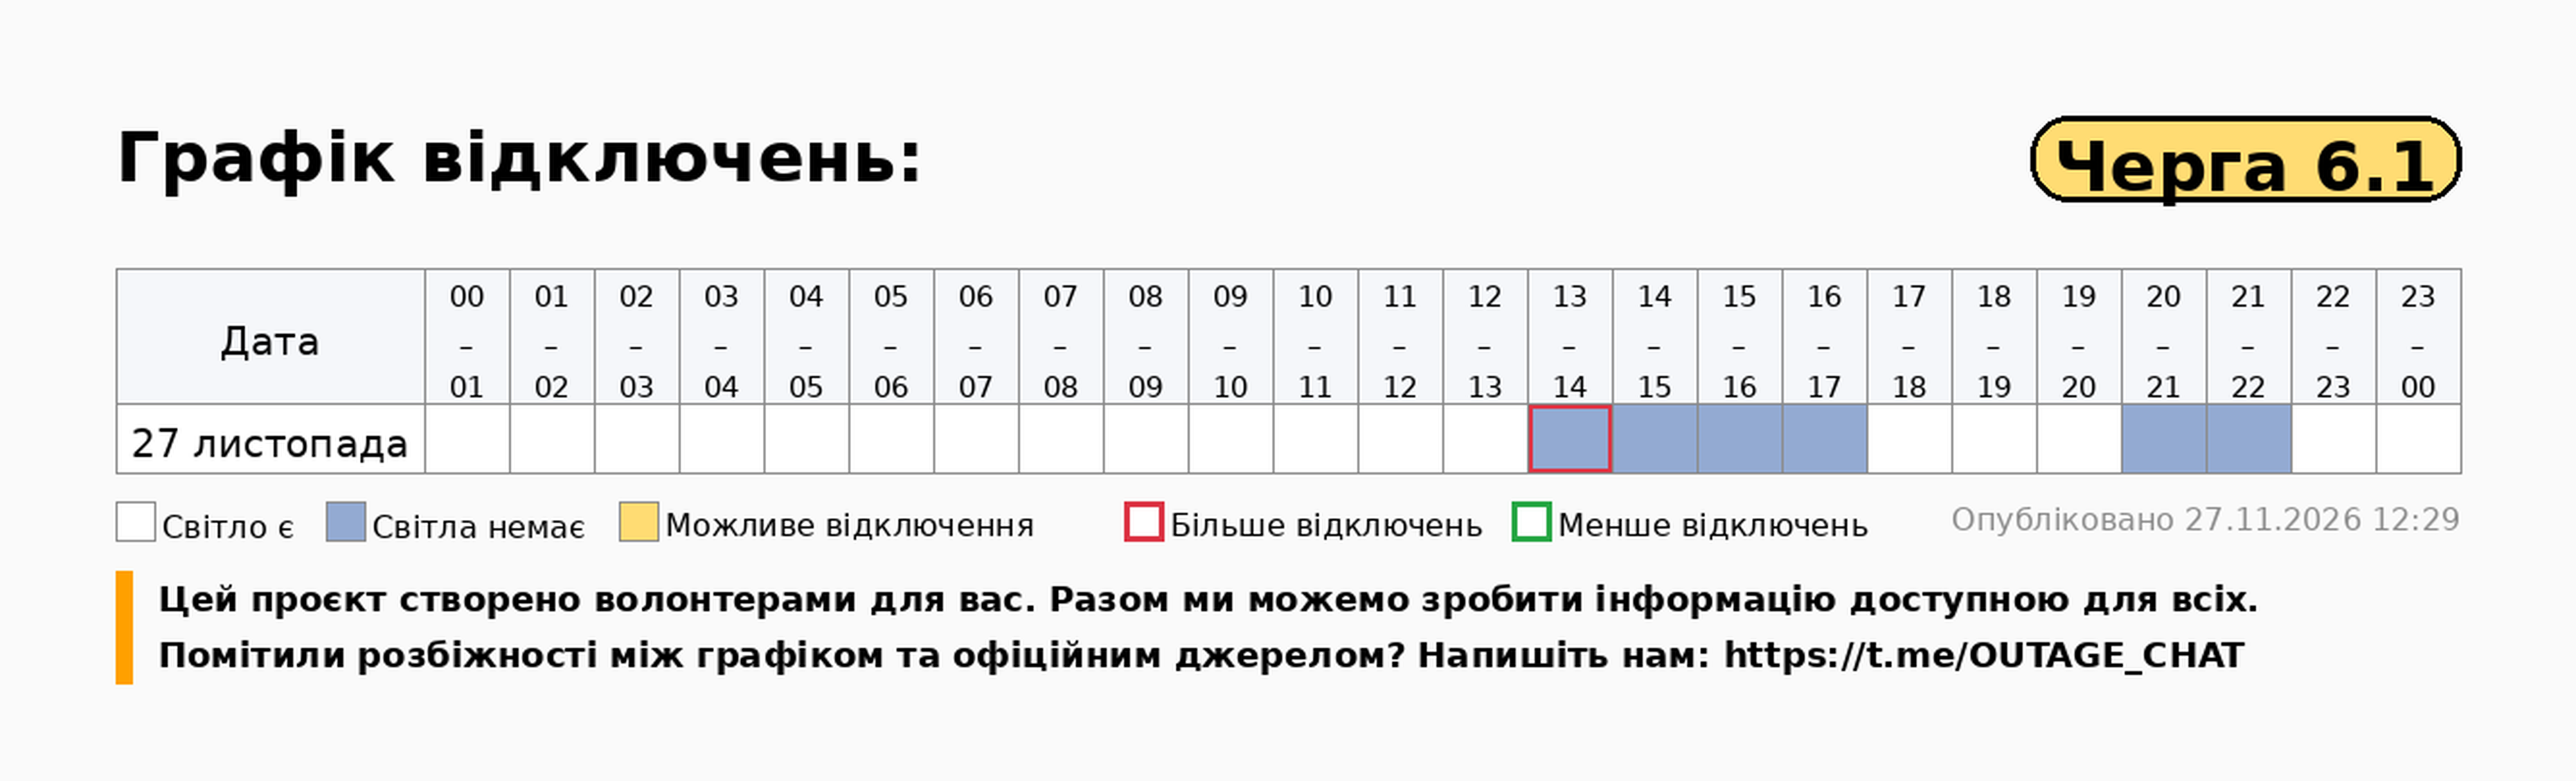 Графік відключень:
Черга 6.1
Дата 00 – 01 01 – 02 02 – 03 03 – 04 04 – 05 05 – 06 06 – 07 07 – 08 08 – 09 09 – 10 10 – 11 11 – 12 12 – 13 13 – 14 14 – 15 15 – 16 16 – 17 17 – 18 18 – 19 19 – 20 20 – 21 21 – 22 22 – 23 23 – 00
27 листопада
Світло є Світла немає Можливе відключення Більше відключень Менше відключень Опубліковано 27.11.2026 12:29
Цей проєкт створено волонтерами для вас. Разом ми можемо зробити інформацію доступною для всіх.
Помітили розбіжності між графіком та офіційним джерелом? Напишіть нам: https://t.me/OUTAGE_CHAT